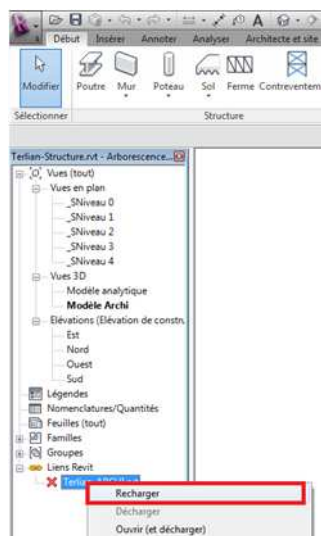 Début Insérer Annoter Analyser Architecte et site
Modifier Poutre Mur Poteau Sol Ferme Contreventem
Sélectionner Structure
Terlian-Structure.rvt - Arborescence...
Vues (tout)
Vues en plan
_SNiveau 0
_SNiveau 1
_SNiveau 2
_SNiveau 3
_SNiveau 4
Vues 3D
Modèle analytique
Modèle Archi
Elévations (Elévation de constru
Est
Nord
Ouest
Sud
Légendes
Nomenclatures/Quantités
Feuilles (tout)
Familles
Groupes
Liens Revit
Recharger
Décharger
Ouvrir (et décharger)